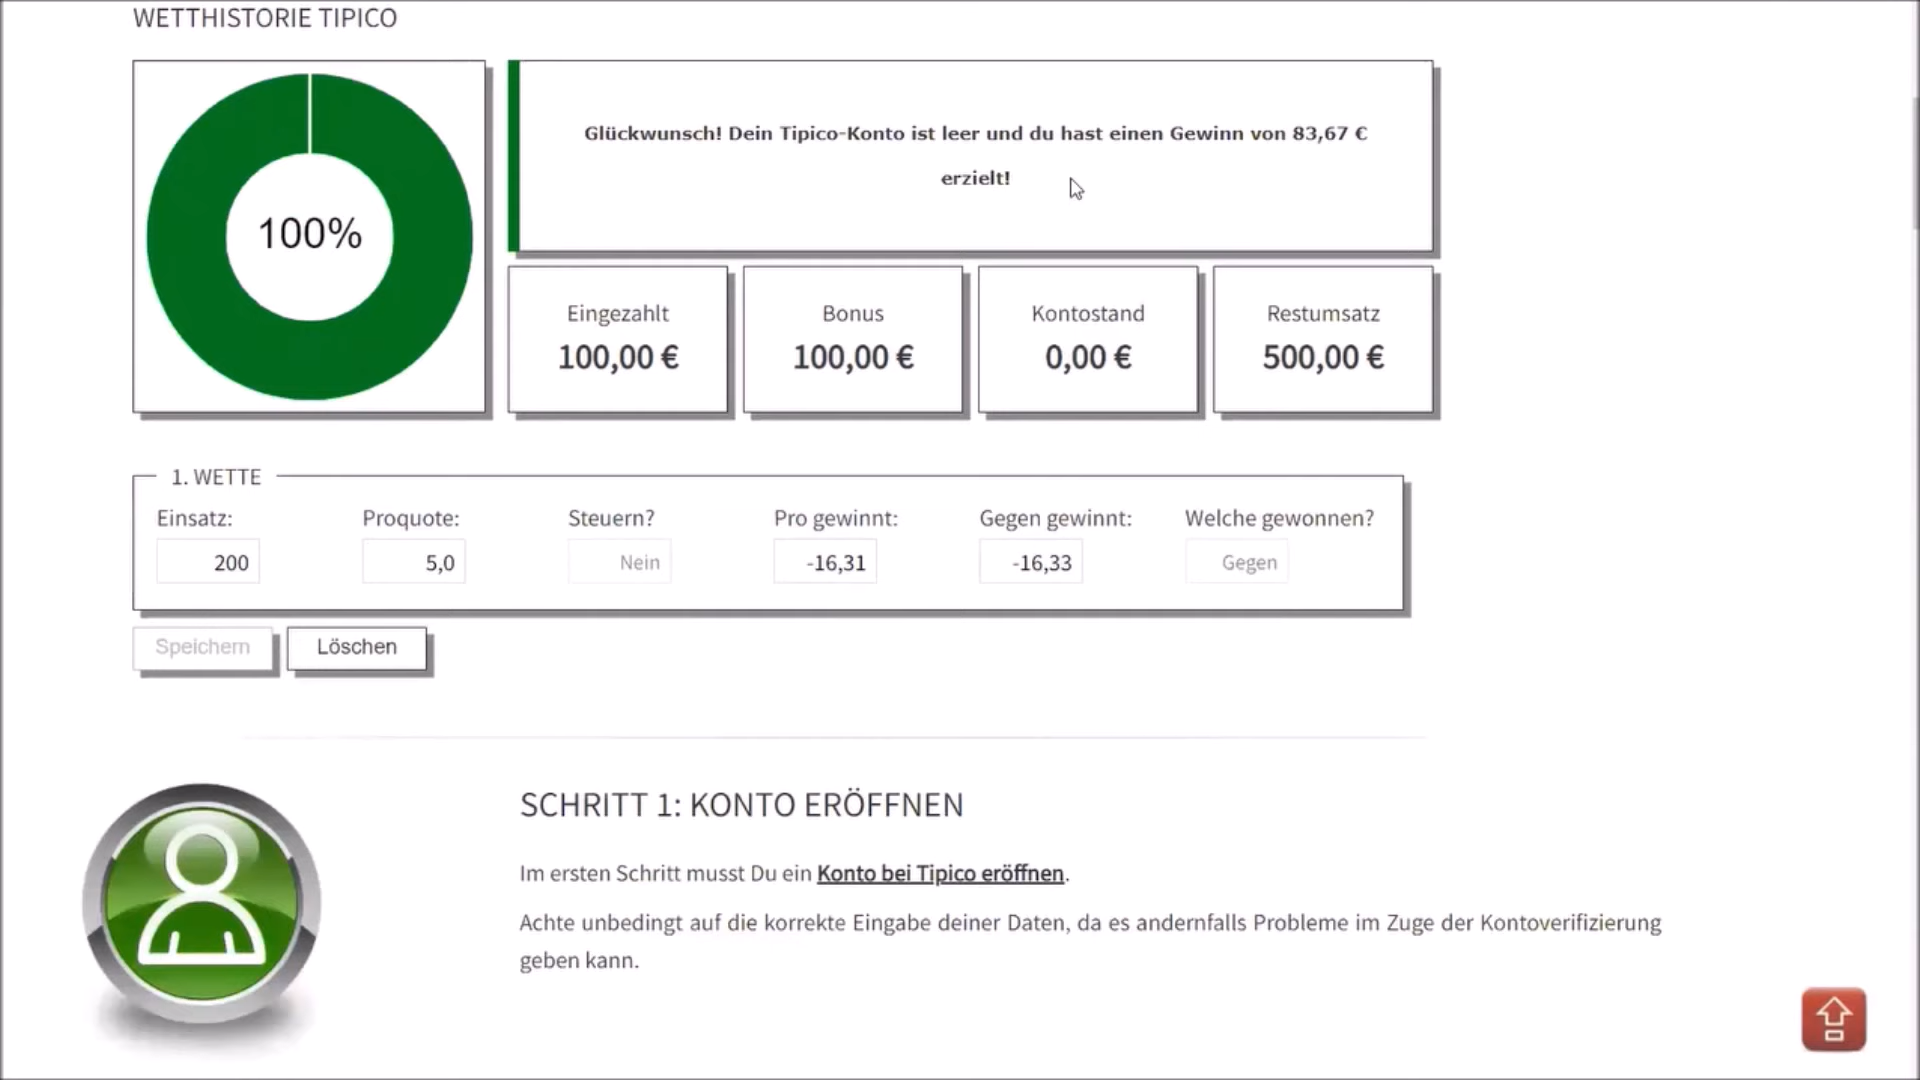 WETTHISTORIE TIPICO
100%
Glückwunsch! Dein Tipico-Konto ist leer und du hast einen Gewinn von 83,67 €
erzielt!
Eingezahlt
100,00 €
Bonus
100,00 €
Kontostand
0,00 €
Restumsatz
500,00 €
1. WETTE
Einsatz: Proquote: Steuern? Pro gewinnt: Gegen gewinnt: Welche gewonnen?
200 5,0 Nein -16,31 -16,33 Gegen
Speichern Löschen
SCHRITT 1: KONTO ERÖFFNEN
Im ersten Schritt musst Du ein Konto bei Tipico eröffnen.
Achte unbedingt auf die korrekte Eingabe deiner Daten, da es andernfalls Probleme im Zuge der Kontoverifizierung
geben kann.